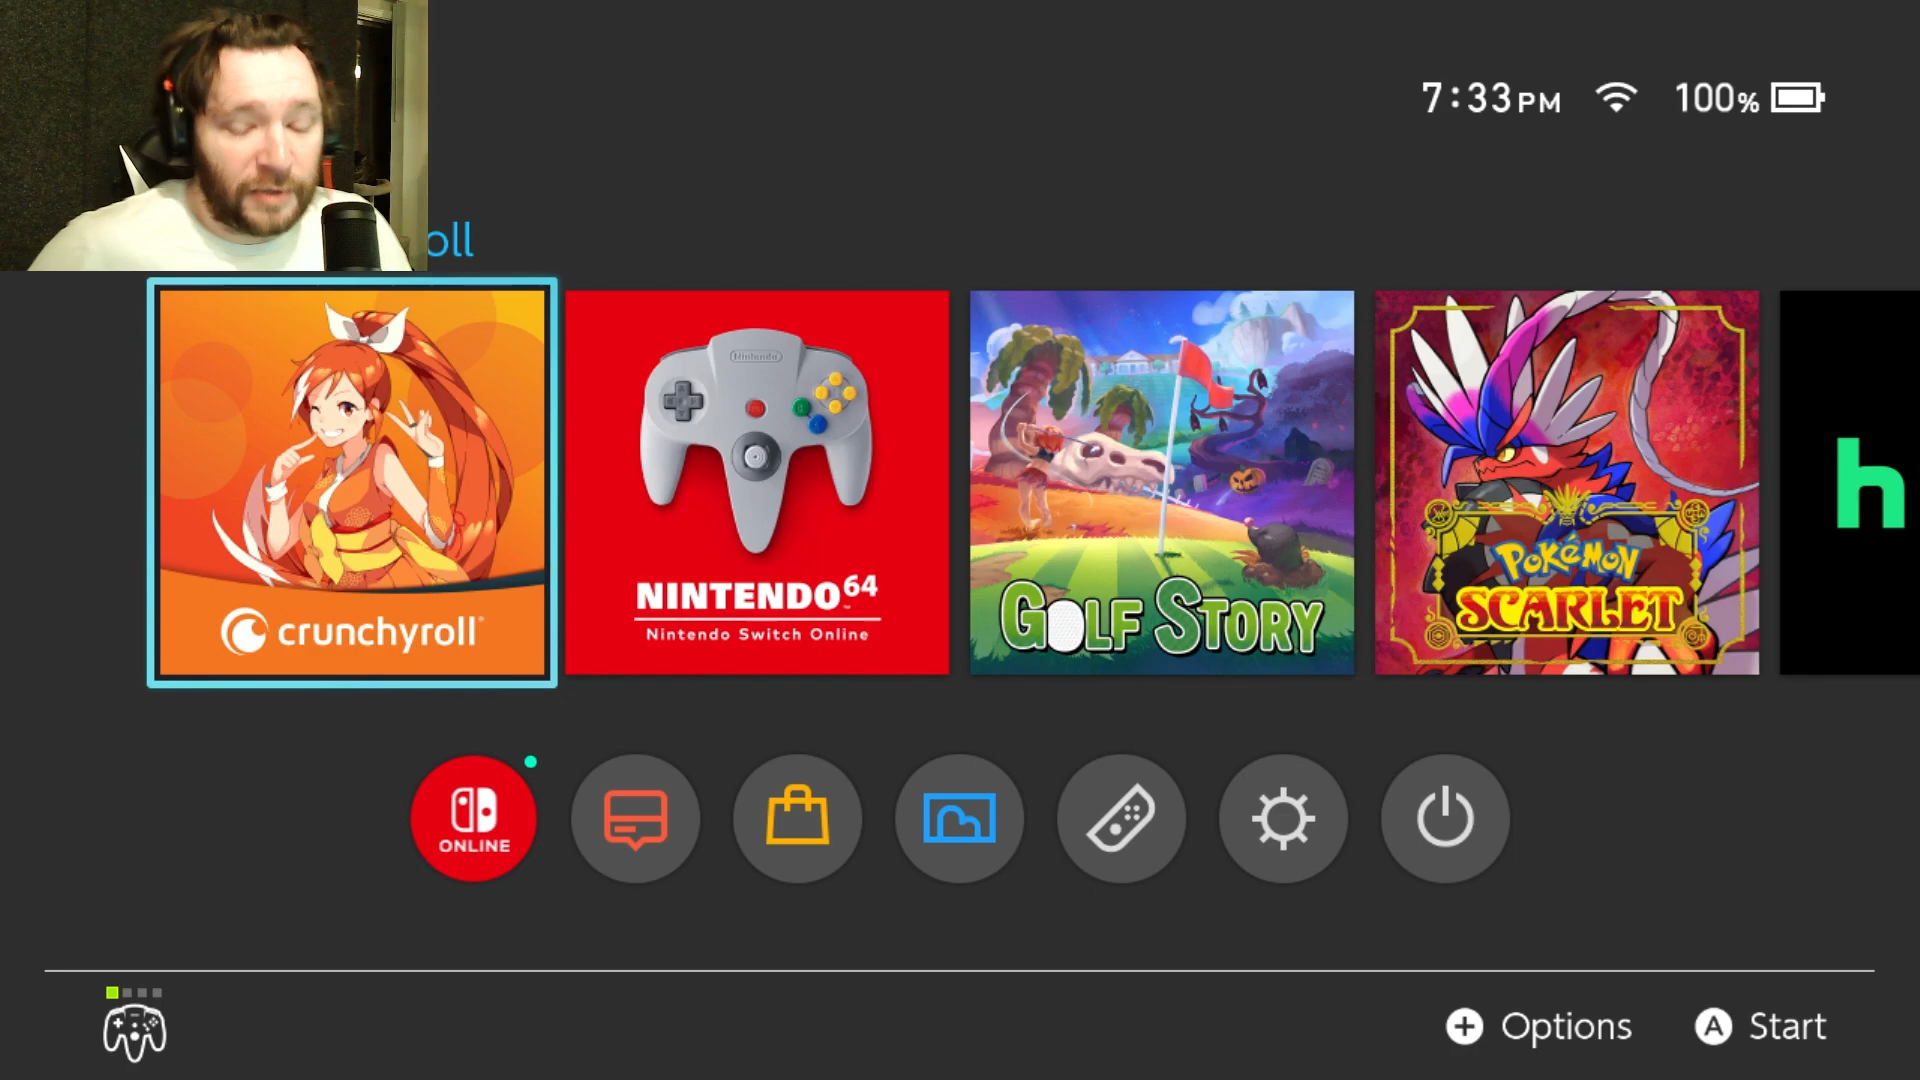 7:33 PM 100%
oll
crunchyroll
Nintendo
NINTENDO 64
Nintendo Switch Online
GOLF STORY
POKéMON
SCARLET
h
ONLINE
+ Options A Start